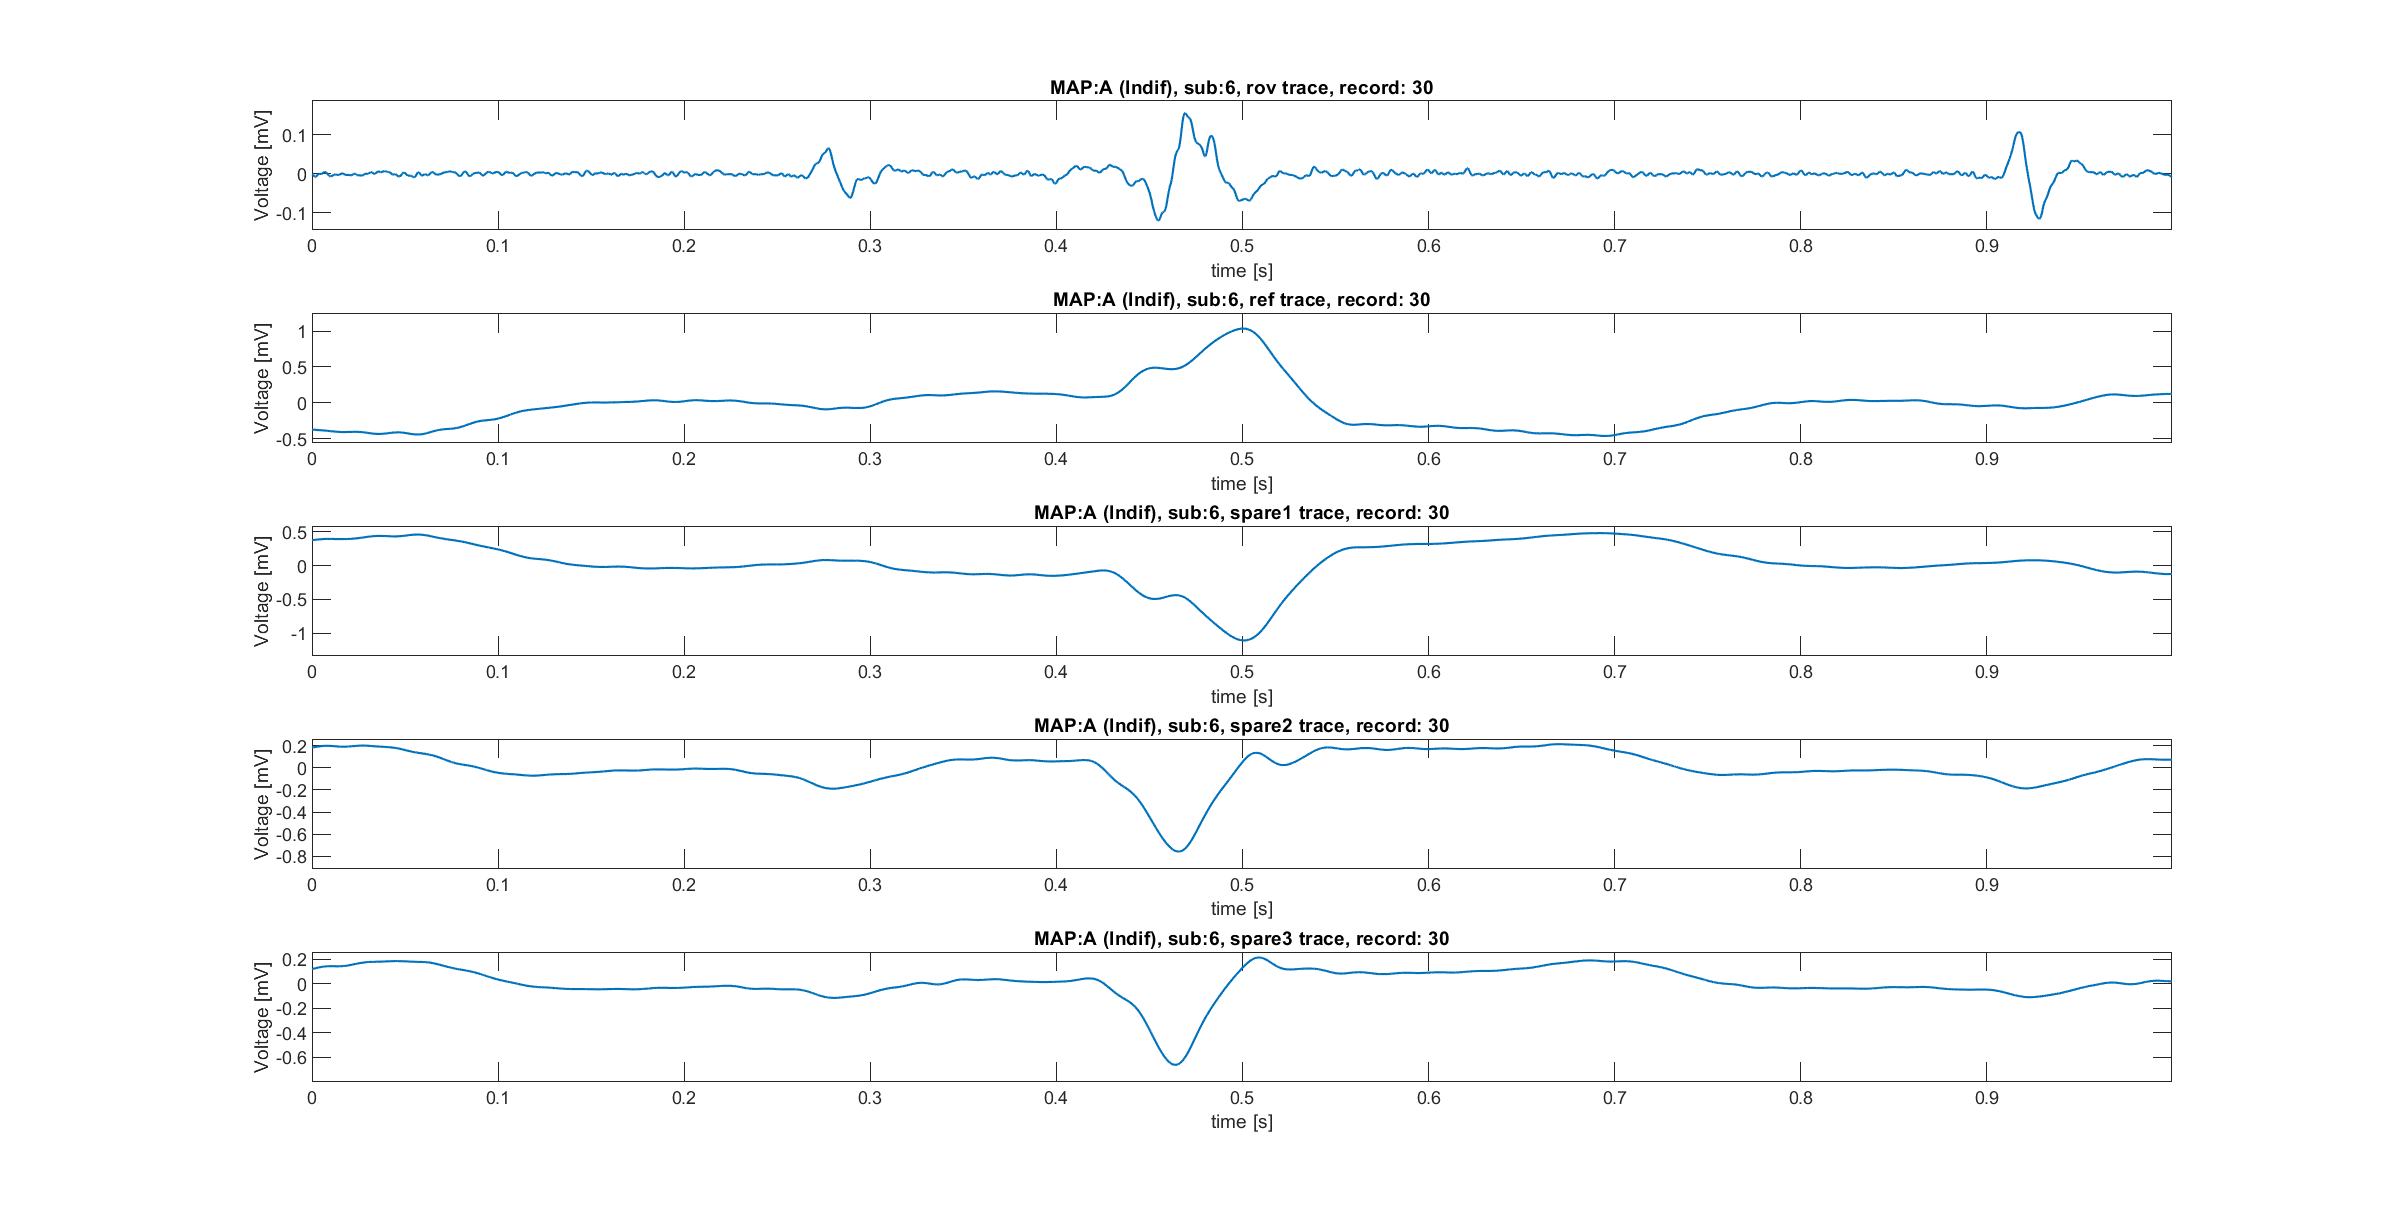 MAP:A (Indif), sub:6, rov trace, record: 30
Voltage [mV]
0.1
0
-0.1
0 0.1 0.2 0.3 0.4 0.5 0.6 0.7 0.8 0.9
time [s]
MAP:A (Indif), sub:6, ref trace, record: 30
Voltage [mV]
1
0.5
0
-0.5
0 0.1 0.2 0.3 0.4 0.5 0.6 0.7 0.8 0.9
time [s]
MAP:A (Indif), sub:6, spare1 trace, record: 30
Voltage [mV]
0.5
0
-0.5
-1
0 0.1 0.2 0.3 0.4 0.5 0.6 0.7 0.8 0.9
time [s]
MAP:A (Indif), sub:6, spare2 trace, record: 30
Voltage [mV]
0.2
0
-0.2
-0.4
-0.6
-0.8
0 0.1 0.2 0.3 0.4 0.5 0.6 0.7 0.8 0.9
time [s]
MAP:A (Indif), sub:6, spare3 trace, record: 30
Voltage [mV]
0.2
0
-0.2
-0.4
-0.6
0 0.1 0.2 0.3 0.4 0.5 0.6 0.7 0.8 0.9
time [s]